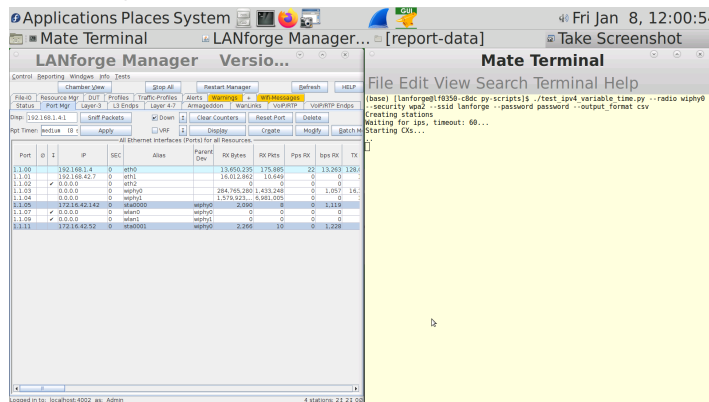 Applications Places System GUI Fri Jan 8, 12:00:5
Mate Terminal LANforge Manager... [report-data] Take Screenshot
LANforge Manager Versio...
Control Reporting Windows Info Tests
Chamber View Stop All Restart Manager Refresh HELP
File-IO Resource Mgr DUT Profiles Traffic-Profiles Alerts Warnings + Wifi-Messages
Status Port Mgr Layer-3 L3 Endps Layer 4-7 Armageddon WanLinks VoIP/RTP VoIP/RTP Endps
Disp: 192.168.1.4:1 Sniff Packets Down Clear Counters Reset Port Delete
Rpt Timer: medium (8 s Apply VRF Display Create Modify Batch M
All Ethernet Interfaces (Ports) for all Resources.
Port IP SEC Alias Parent Dev RX Bytes RX Pkts Pps RX bps RX TX
1.1.00 192.168.1.4 0 eth0 13,650,235 175,885 22 13,263 128,
1.1.01 192.168.42.7 0 eth1 16,012,862 10,649 0 0
1.1.02 ✔ 0.0.0.0 0 eth2 0 0 0 0
1.1.03 0.0.0.0 0 wiphy0 284,765,280 1,433,248 0 1,057 16,
1.1.04 0.0.0.0 0 wiphy1 1,579,923,... 6,981,005 0 0
1.1.05 172.16.42.142 0 sta0000 wiphy0 2,090 8 0 1,119
1.1.07 ✔ 0.0.0.0 0 wlan0 wiphy0 0 0 0 0
1.1.09 ✔ 0.0.0.0 0 wlan1 wiphy1 0 0 0 0
1.1.11 172.16.42.52 0 sta0001 wiphy0 2,266 10 0 1,228
Logged in to: localhost:4002 as: Admin 4 stations: 2↑ 2↓ 0
Mate Terminal
File Edit View Search Terminal Help
(base) [lanforge@lf0350-c8dc py-scripts]$ ./test_ipv4_variable_time.py --radio wiphy0
--security wpa2 --ssid lanforge --password password --output_format csv
Creating stations
Waiting for ips, timeout: 60...
Starting CXs...
..